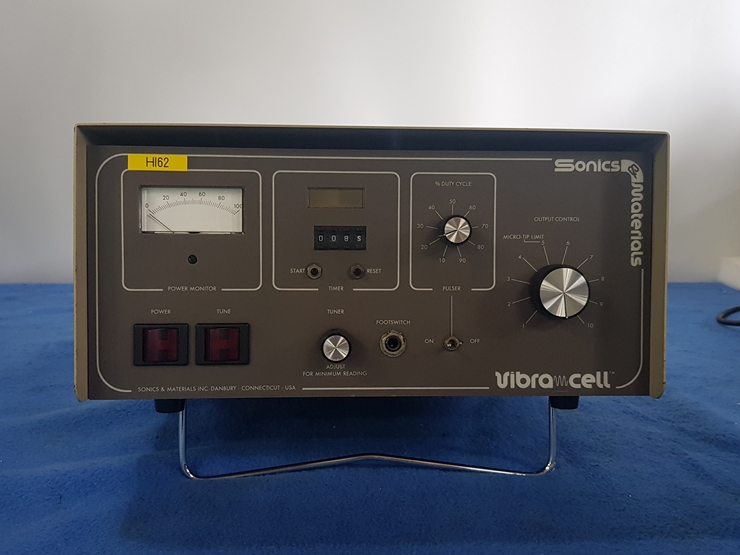 HI62
Sonics & Materials
0 20 40 60 80 100
POWER MONITOR
START
RESET
TIMER
% DUTY CYCLE
10 20 30 40 50 60 70 80 90
PULSER
OUTPUT CONTROL
MICRO-TIP LIMIT
1 2 3 4 5 6 7 8 9 10
POWER
TUNE
TUNER
ADJUST
FOR MINIMUM READING
FOOTSWITCH
ON
OFF
SONICS & MATERIALS INC. DANBURY · CONNECTICUT · USA
Vibra cell™